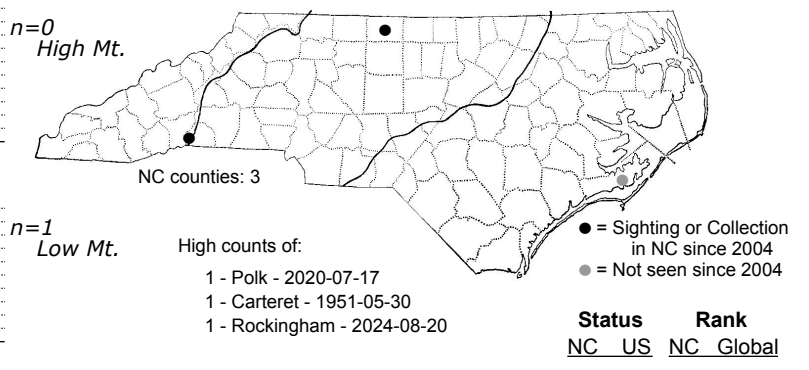 n=0
High Mt.
NC counties: 3
n=1
Low Mt.
High counts of:
1 - Polk - 2020-07-17
1 - Carteret - 1951-05-30
1 - Rockingham - 2024-08-20
● = Sighting or Collection
in NC since 2004
● = Not seen since 2004
Status Rank
NC US NC Global